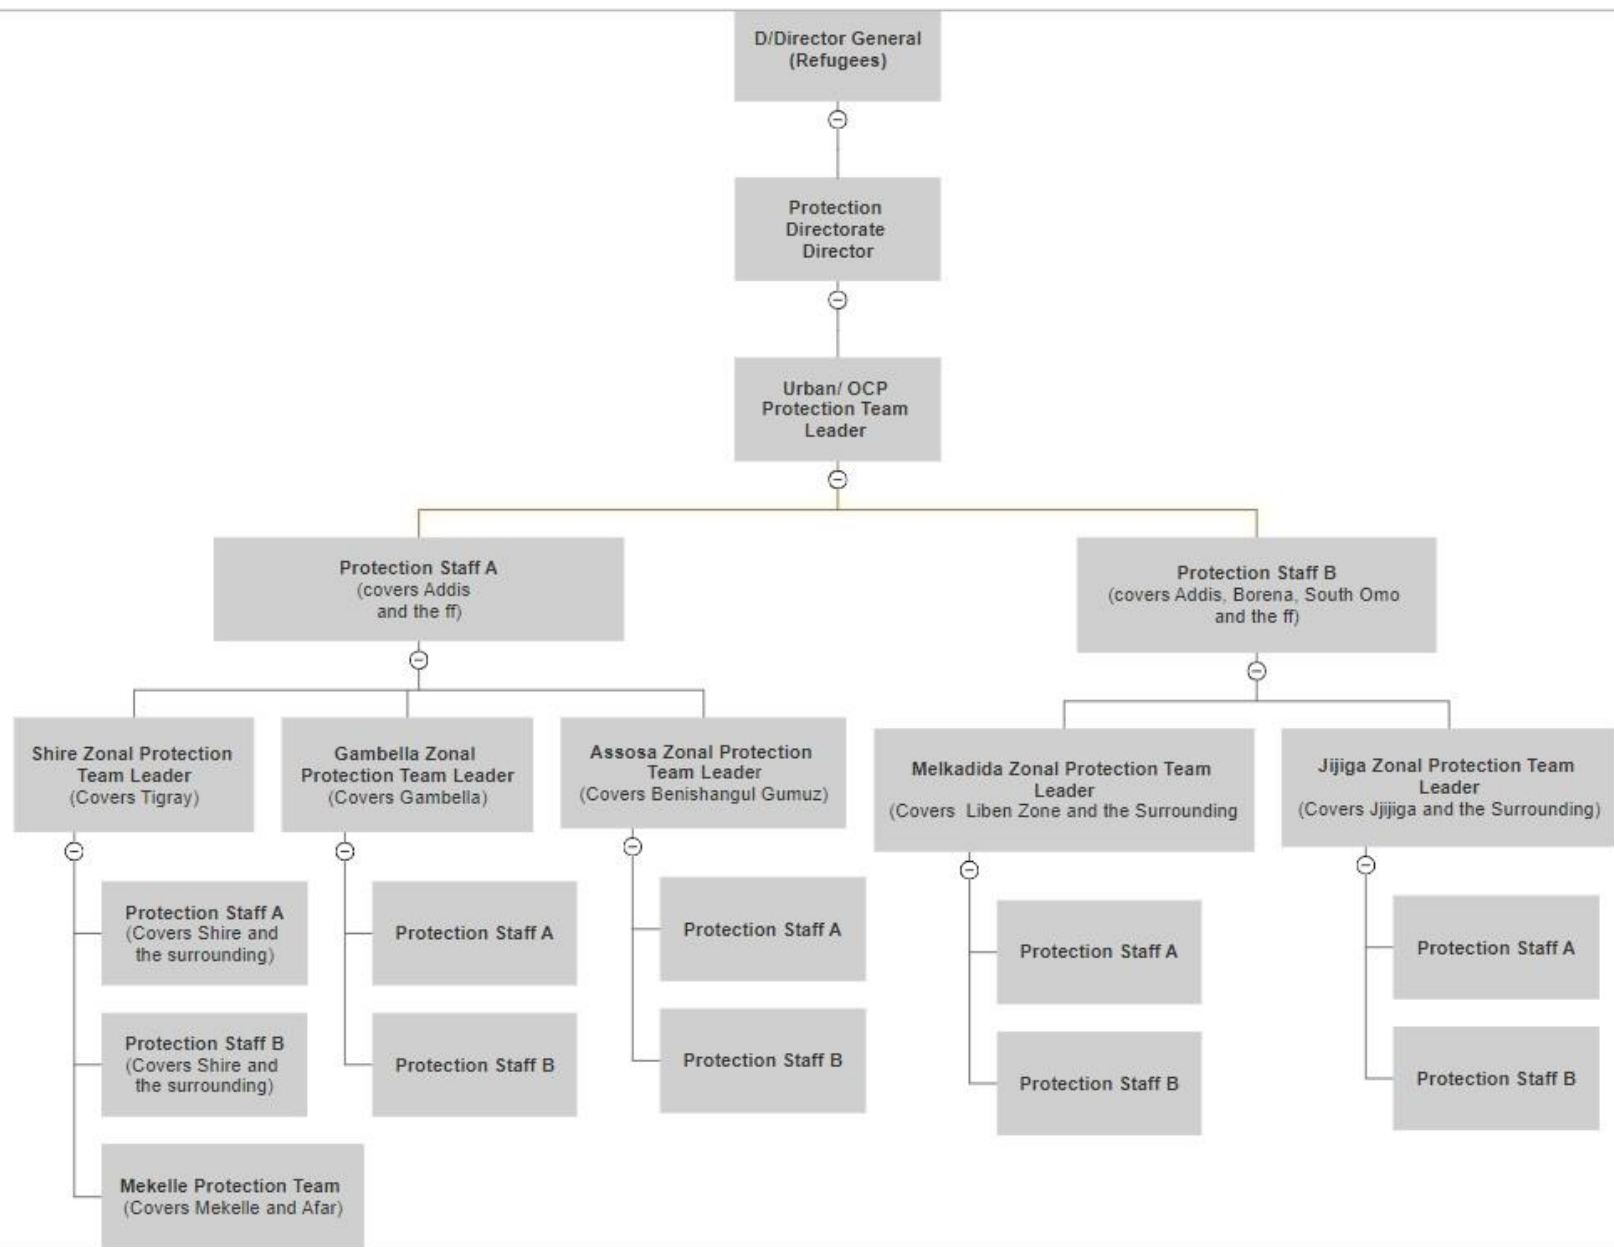 D/Director General
(Refugees)
Protection
Directorate
Director
Urban/ OCP
Protection Team
Leader
Protection Staff A
(covers Addis
and the ff)
Protection Staff B
(covers Addis, Borena, South Omo
and the ff)
Shire Zonal Protection
Team Leader
(Covers Tigray)
Gambella Zonal
Protection Team Leader
(Covers Gambella)
Assosa Zonal Protection
Team Leader
(Covers Benishangul Gumuz)
Melkadida Zonal Protection Team
Leader
(Covers Liben Zone and the Surrounding
Jijiga Zonal Protection Team
Leader
(Covers Jjijiga and the Surrounding)
Protection Staff A
(Covers Shire and
the surrounding)
Protection Staff B
(Covers Shire and
the surrounding)
Mekelle Protection Team
(Covers Mekelle and Afar)
Protection Staff A
Protection Staff B
Protection Staff A
Protection Staff B
Protection Staff A
Protection Staff B
Protection Staff A
Protection Staff B